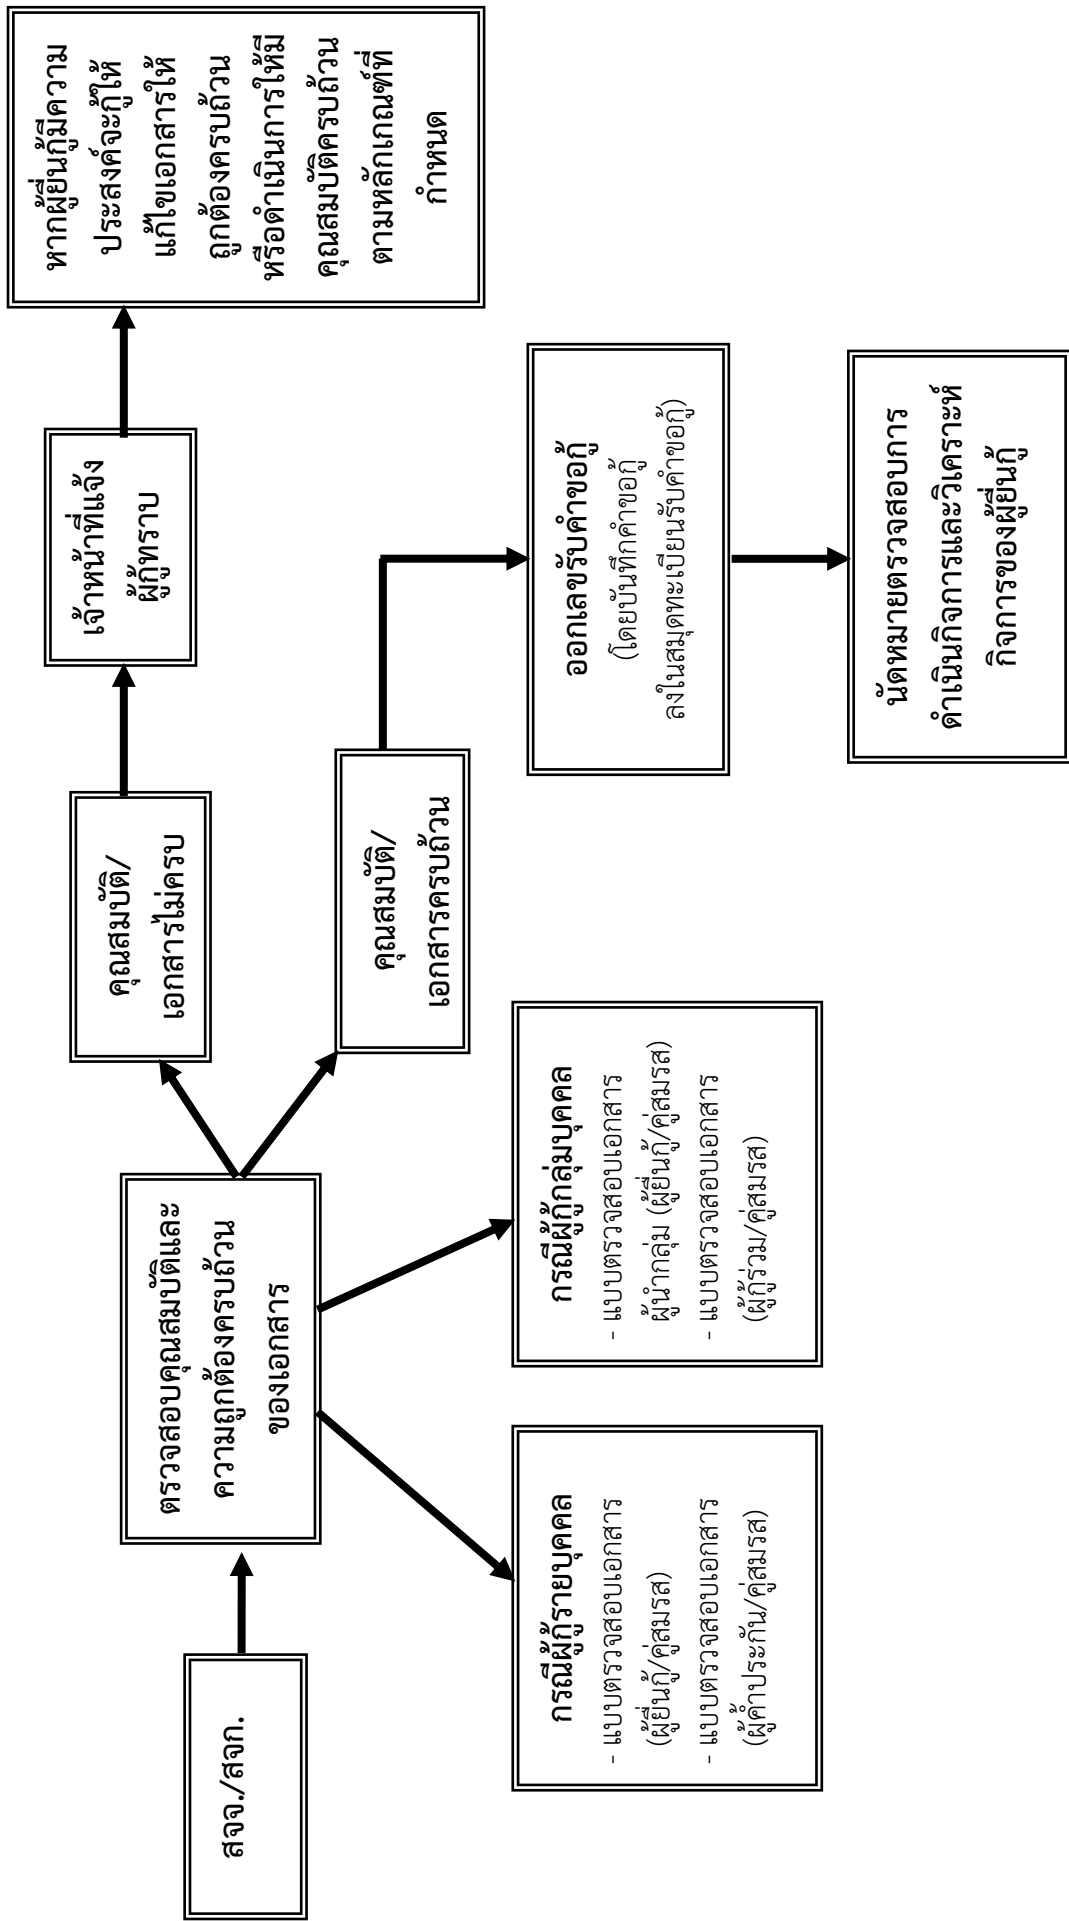 สจจ./สจก.
ตรวจสอบคุณสมบัติและ
ความถูกต้องครบถ้วน
ของเอกสาร
คุณสมบัติ/
เอกสารไม่ครบ
เจ้าหน้าที่แจ้ง
ผู้กู้ทราบ
หากผู้ยื่นกู้มีความ
ประสงค์จะกู้ให้
แก้ไขเอกสารให้
ถูกต้องครบถ้วน
หรือดำเนินการให้มี
คุณสมบัติครบถ้วน
ตามหลักเกณฑ์ที่
กำหนด
คุณสมบัติ/
เอกสารครบถ้วน
ออกเลขรับคำขอกู้
(โดยบันทึกคำขอกู้
ลงในสมุดทะเบียนรับคำขอกู้)
นัดหมายตรวจสอบการ
ดำเนินกิจการและวิเคราะห์
กิจการของผู้ยื่นกู้
กรณีผู้กู้รายบุคคล
- แบบตรวจสอบเอกสาร
(ผู้ยื่นกู้/คู่สมรส)
- แบบตรวจสอบเอกสาร
(ผู้ค้ำประกัน/คู่สมรส)
กรณีผู้กู้กลุ่มบุคคล
- แบบตรวจสอบเอกสาร
ผู้นำกลุ่ม (ผู้ยื่นกู้/คู่สมรส)
- แบบตรวจสอบเอกสาร
(ผู้กู้ร่วม/คู่สมรส)